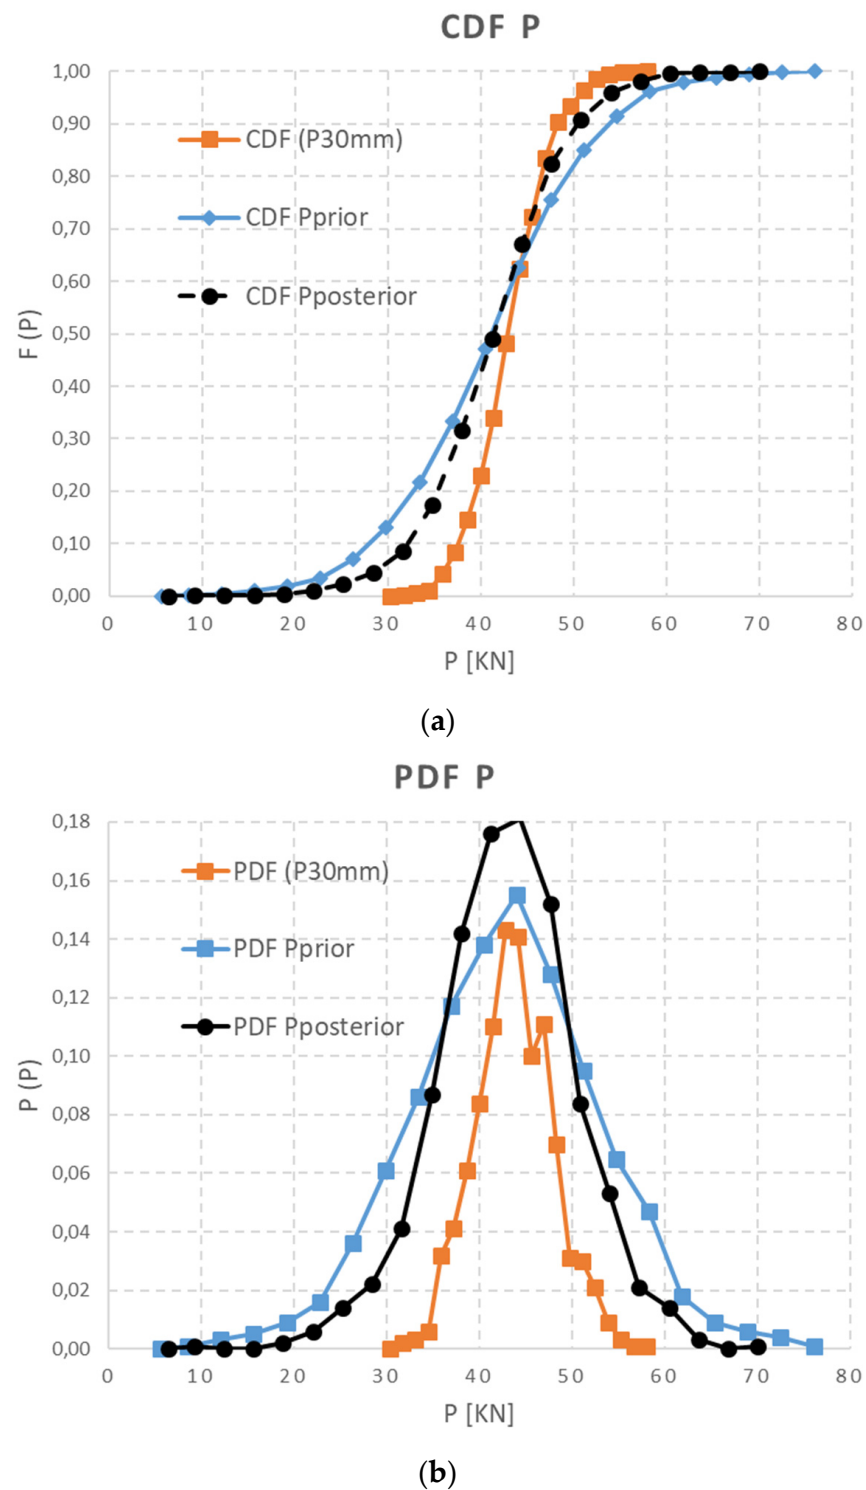 CDF P
1,00
0,90
0,80
0,70
0,60
0,50
0,40
0,30
0,20
0,10
0,00
F (P)
CDF (P30mm)
CDF Pprior
CDF Pposterior
0 10 20 30 40 50 60 70 80
P [KN]
(a)
PDF P
0,18
0,16
0,14
0,12
0,10
0,08
0,06
0,04
0,02
0,00
P (P)
PDF (P30mm)
PDF Pprior
PDF Pposterior
0 10 20 30 40 50 60 70 80
P [KN]
(b)